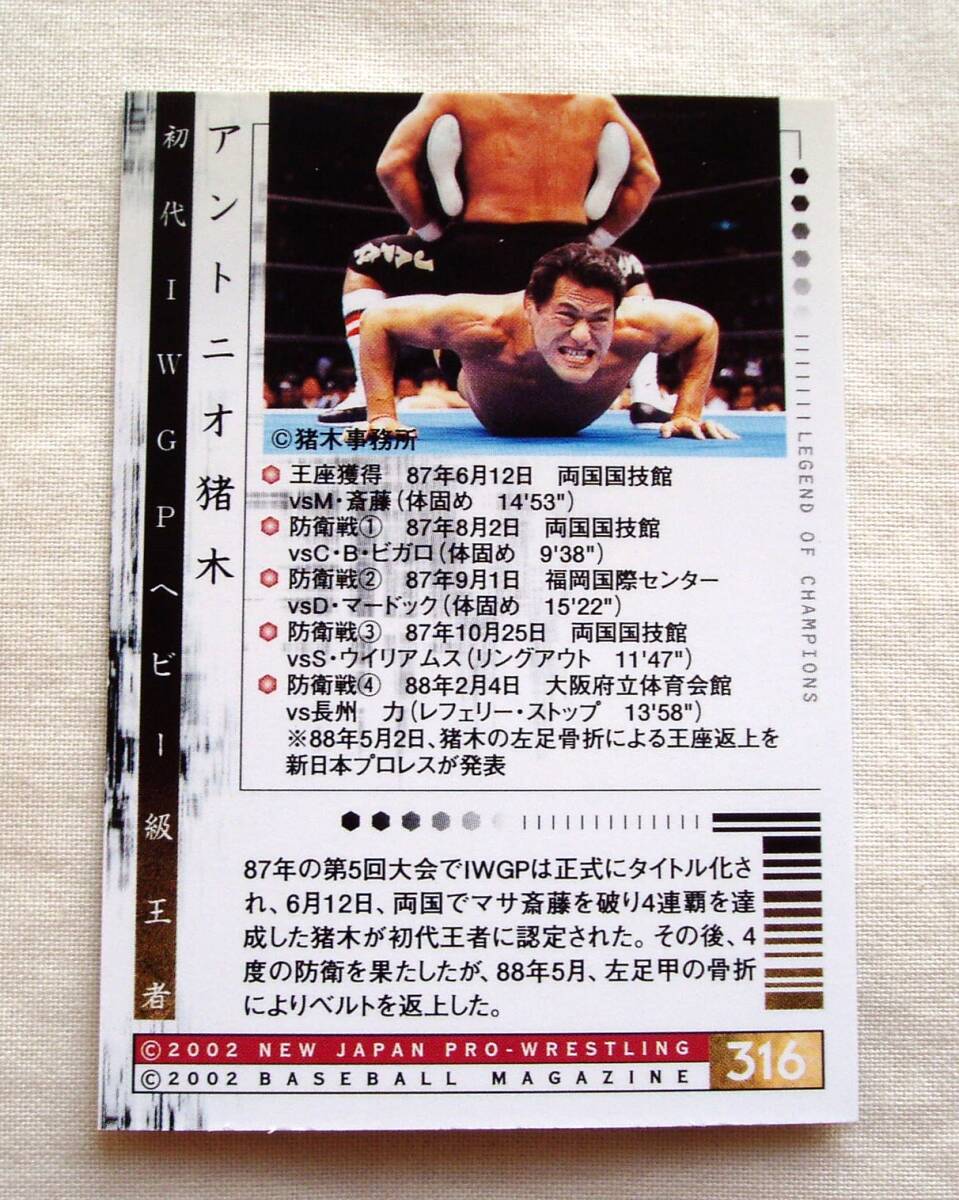 初代IWGPヘビー級王者
アントニオ猪木
©猪木事務所
LEGEND OF CHAMPIONS
王座獲得　87年6月12日　両国国技館
vsM・斎藤(体固め　14'53")
防衛戦①　87年8月2日　両国国技館
vsC・B・ビガロ(体固め　9'38")
防衛戦②　87年9月1日　福岡国際センター
vsD・マードック(体固め　15'22")
防衛戦③　87年10月25日　両国国技館
vsS・ウイリアムス(リングアウト　11'47")
防衛戦④　88年2月4日　大阪府立体育会館
vs長州　力(レフェリー・ストップ　13'58")
※88年5月2日、猪木の左足骨折による王座返上を
新日本プロレスが発表
87年の第5回大会でIWGPは正式にタイトル化さ
れ、6月12日、両国でマサ斎藤を破り4連覇を達
成した猪木が初代王者に認定された。その後、4
度の防衛を果たしたが、88年5月、左足甲の骨折
によりベルトを返上した。
©2002 NEW JAPAN PRO-WRESTLING
©2002 BASEBALL MAGAZINE
316